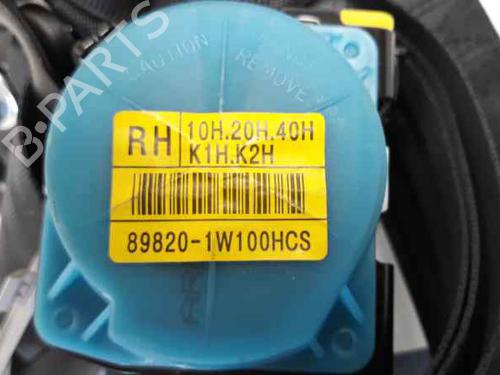 B-PARTS
CAUTION
REMOVE
RH
10H.20H.40H
K1H.K2H
89820-1W100HCS